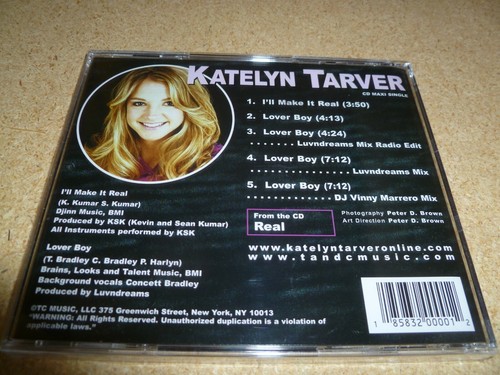 KATELYN TARVER
CD MAXI SINGLE
1. I'll Make It Real (3:50)
2. Lover Boy (4:13)
3. Lover Boy (4:24)
. . . . . . . Luvndreams Mix Radio Edit
4. Lover Boy (7:12)
. . . . . . . . . . . . . . Luvndreams Mix
5. Lover Boy (7:12)
. . . . . . . . . . . DJ Vinny Marrero Mix
From the CD
Real
Photography Peter D. Brown
Art Direction Peter D. Brown
www.katelyntarveronline.com
www.tandcmusic.com
I'll Make It Real
(K. Kumar S. Kumar)
Djinn Music, BMI
Produced by KSK (Kevin and Sean Kumar)
All Instruments performed by KSK
Lover Boy
(T. Bradley C. Bradley P. Harlyn)
Brains, Looks and Talent Music, BMI
Background vocals Concett Bradley
Produced by Luvndreams
OTC MUSIC, LLC 375 Greenwich Street, New York, NY 10013
"WARNING: All Rights Reserved. Unauthorized duplication is a violation of
applicable laws."
1 85832 00001 2